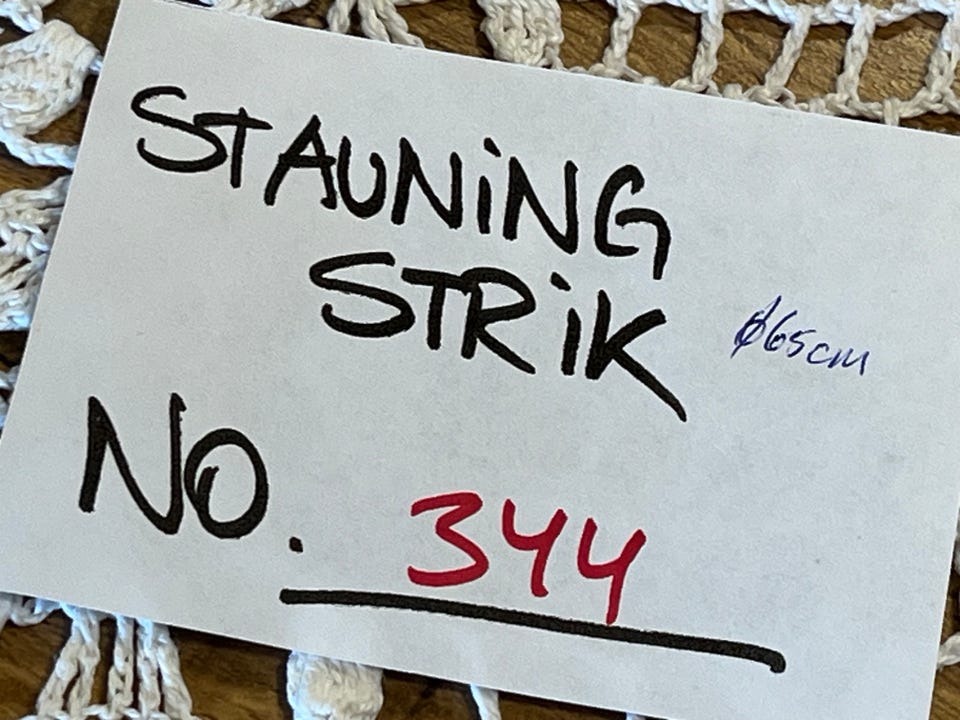 STAUNiNG
STRiK
ø65cm
NO. 344